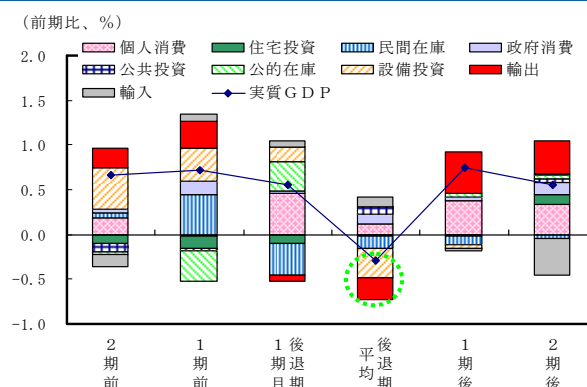 （前期比、％）
2.0
1.5
1.0
0.5
0.0
-0.5
-1.0
個人消費 住宅投資 民間在庫 政府消費
公共投資 公的在庫 設備投資 輸出
輸入 実質ＧＤＰ
２期前
１期前
後退期
１期目
後退期
平均
１期後
２期後